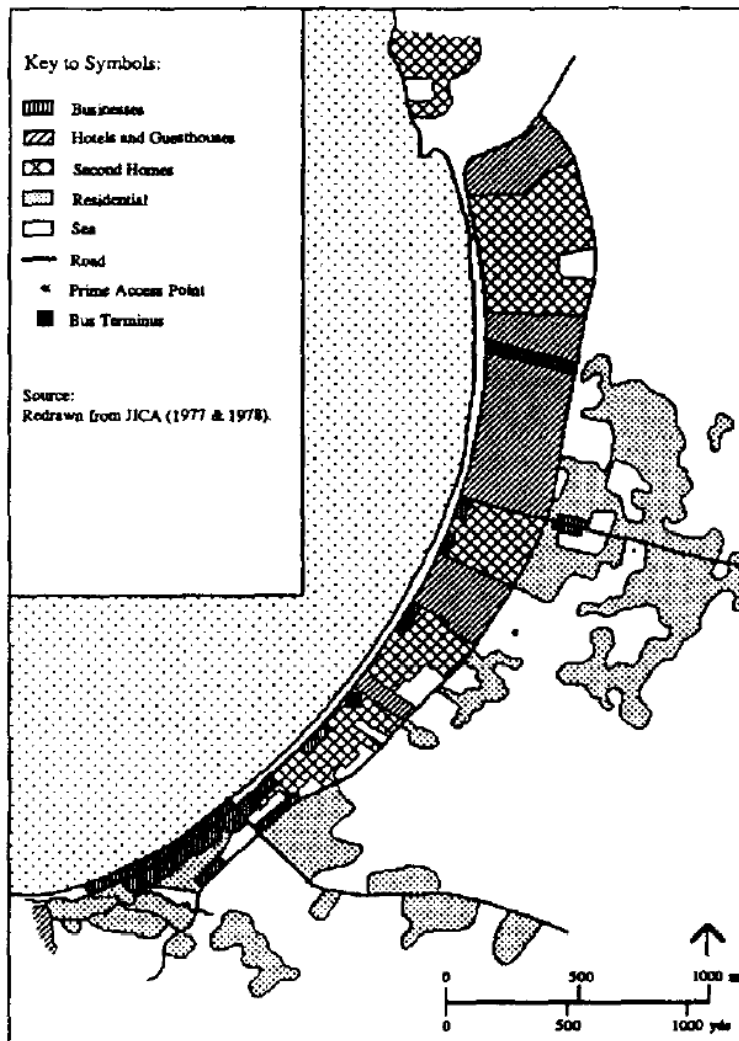 Key to Symbols:
Businesses
Hotels and Guesthouses
Second Homes
Residential
Sea
Road
Prime Access Point
Bus Terminus
Source:
Redrawn from JICA (1977 & 1978).
0 500 1000 m
0 500 1000 yds